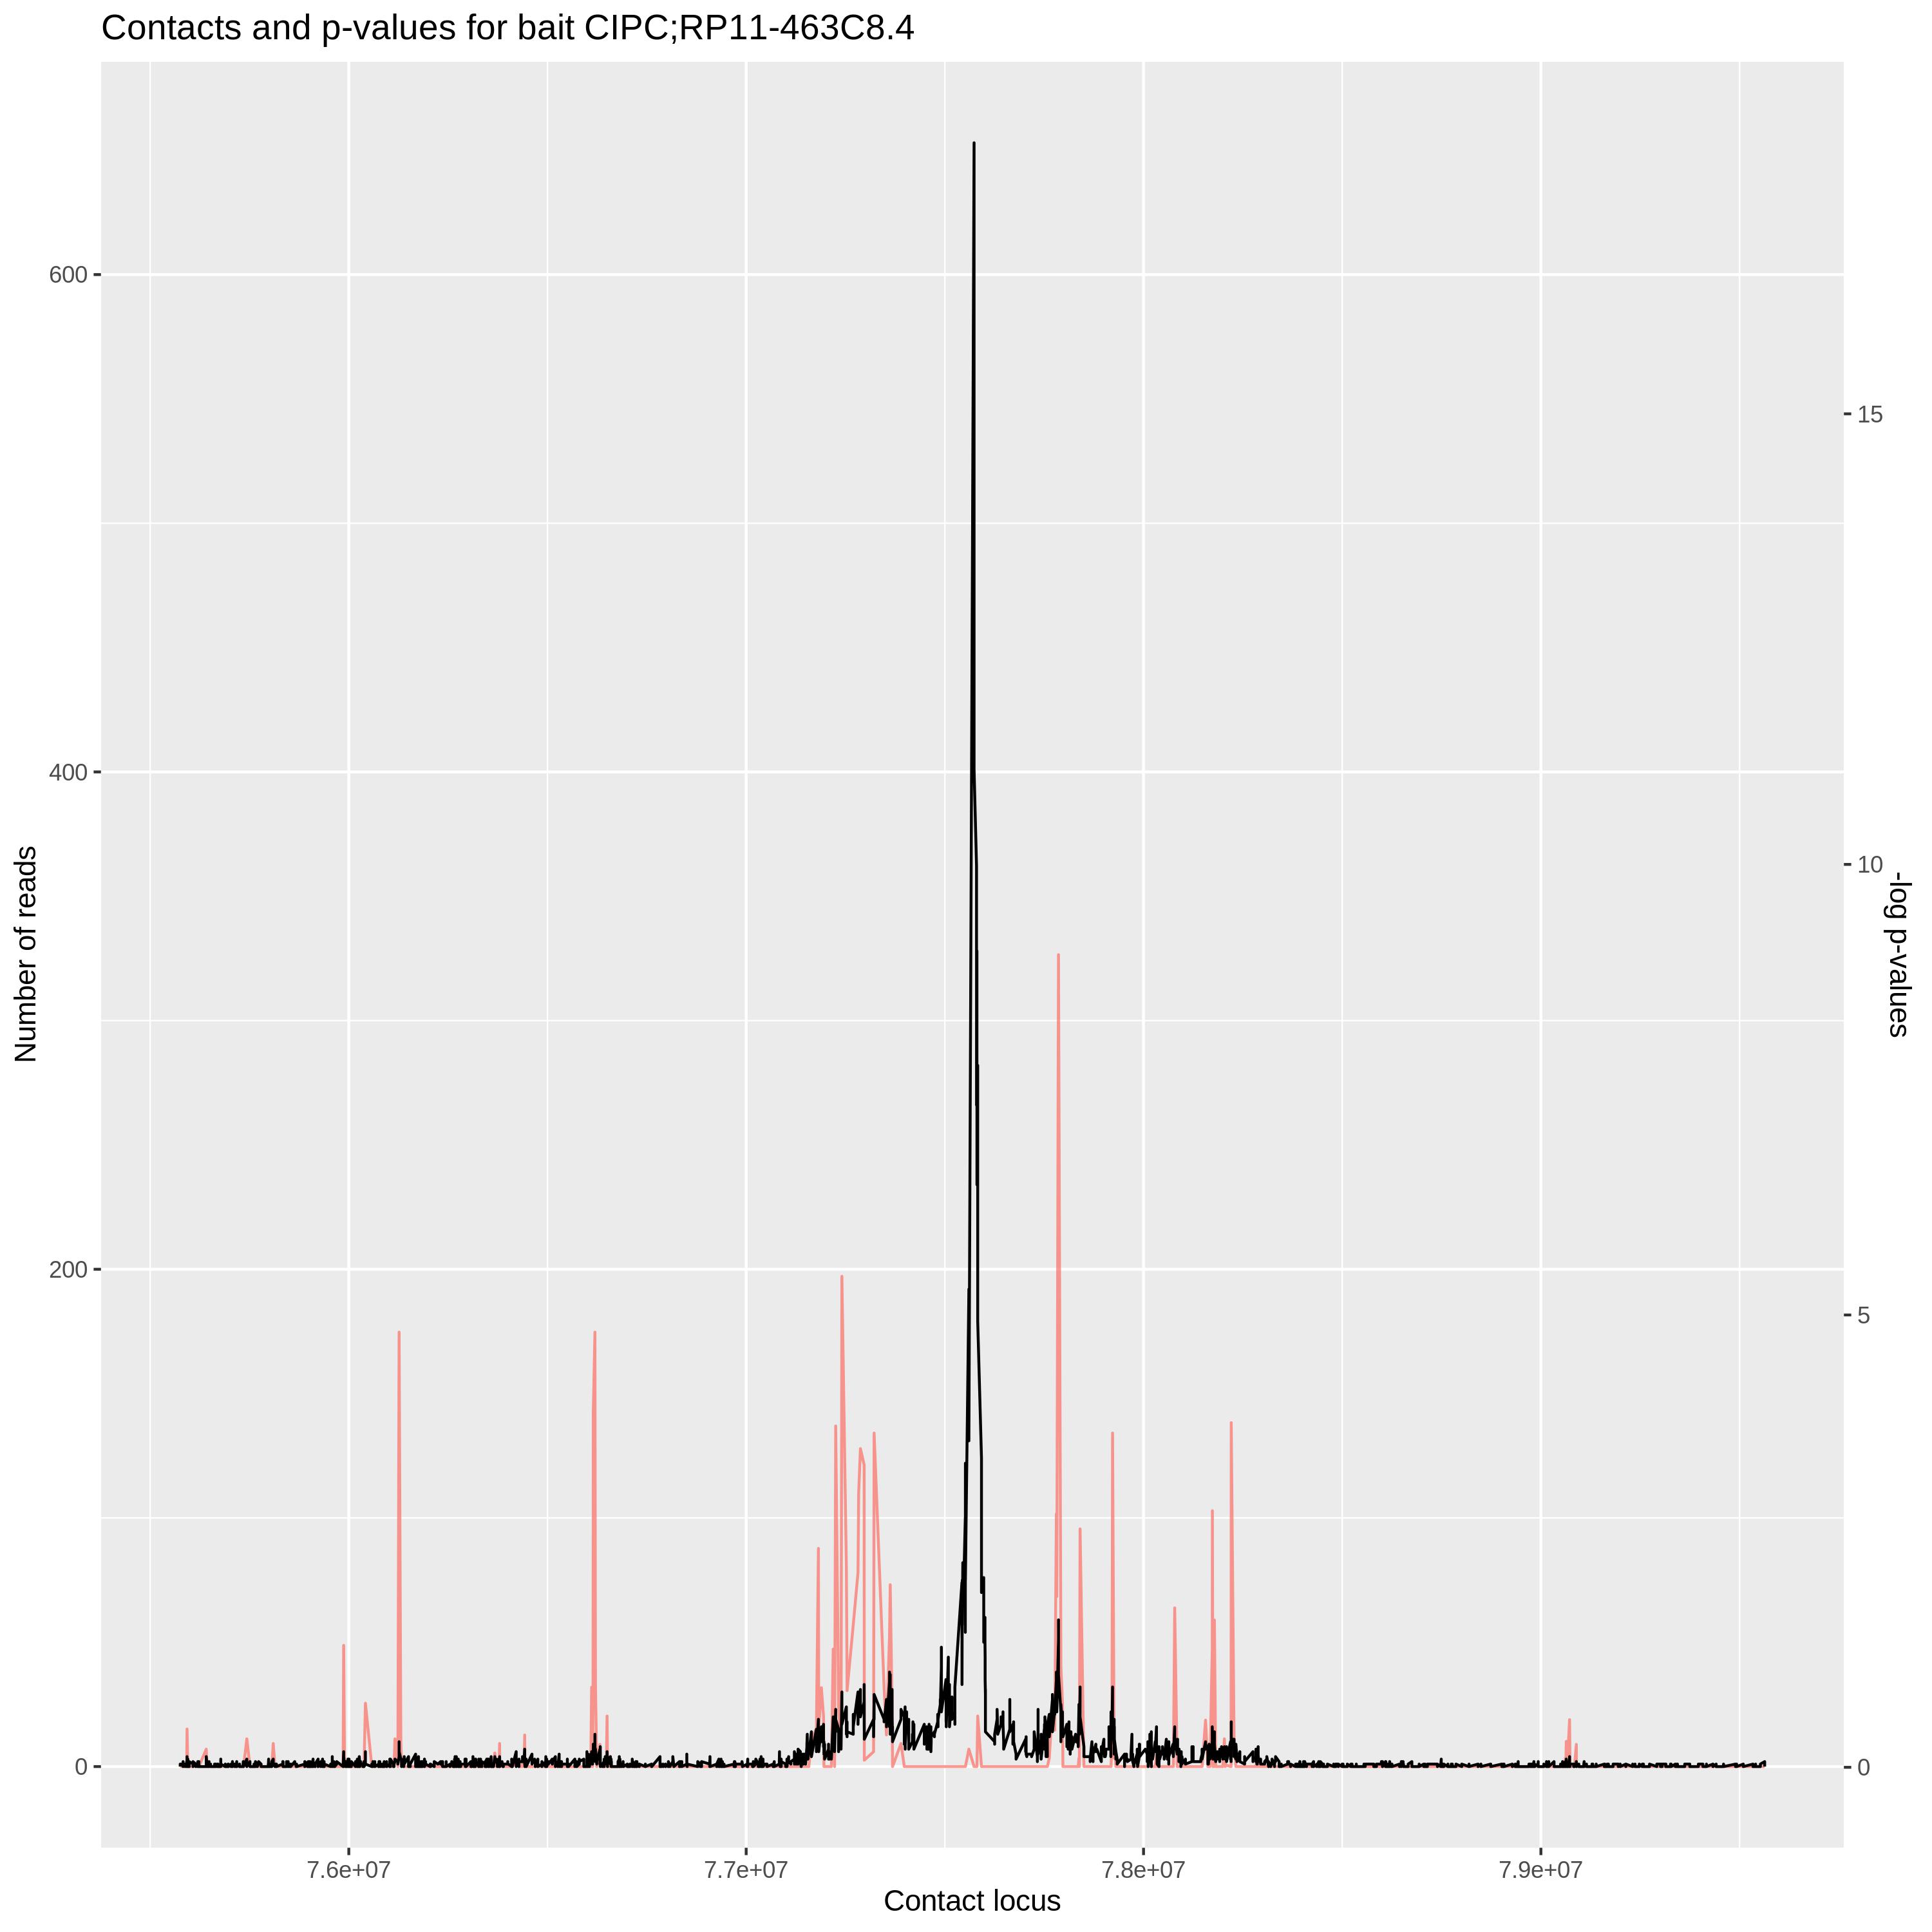 Contacts and p-values for bait CIPC;RP11-463C8.4
600
400
200
0
Number of reads
15
10
5
0
-log p-values
7.6e+07
7.7e+07
7.8e+07
7.9e+07
Contact locus